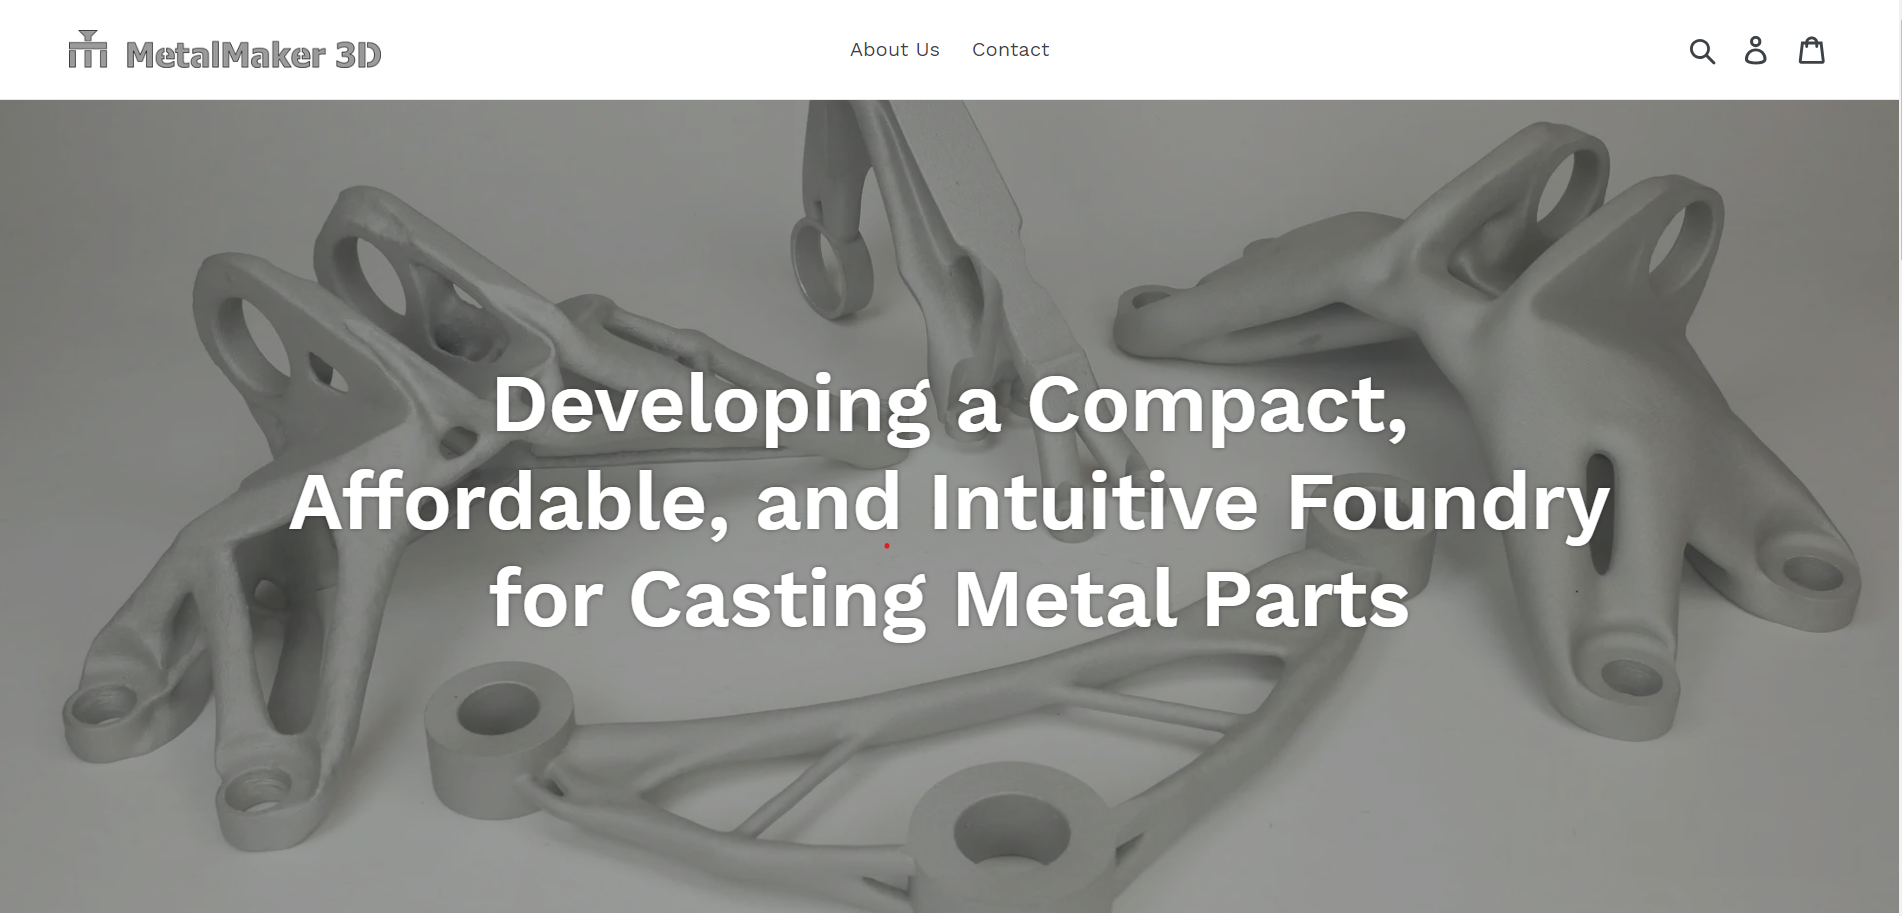 MetalMaker 3D
About Us
Contact
Developing a Compact,
Affordable, and Intuitive Foundry
for Casting Metal Parts